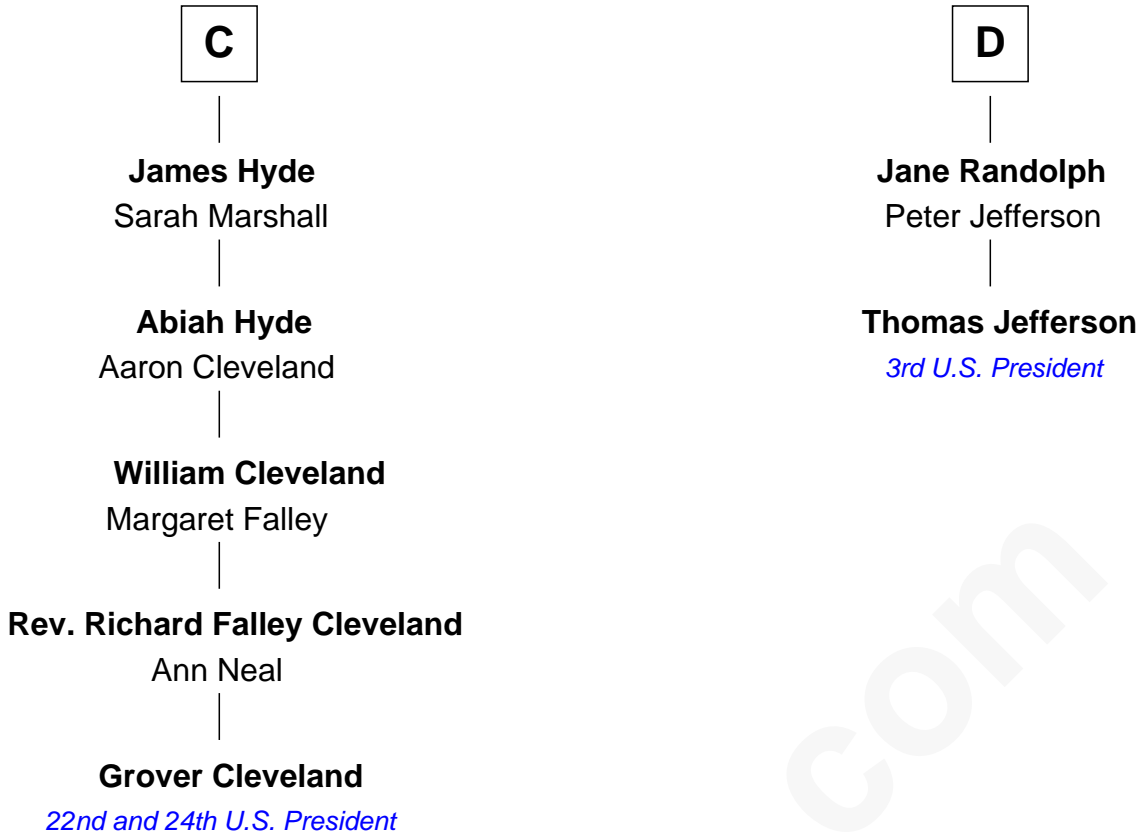 C
James Hyde
Sarah Marshall
Abiah Hyde
Aaron Cleveland
William Cleveland
Margaret Falley
Rev. Richard Falley Cleveland
Ann Neal
Grover Cleveland
22nd and 24th U.S. President
D
Jane Randolph
Peter Jefferson
Thomas Jefferson
3rd U.S. President
com